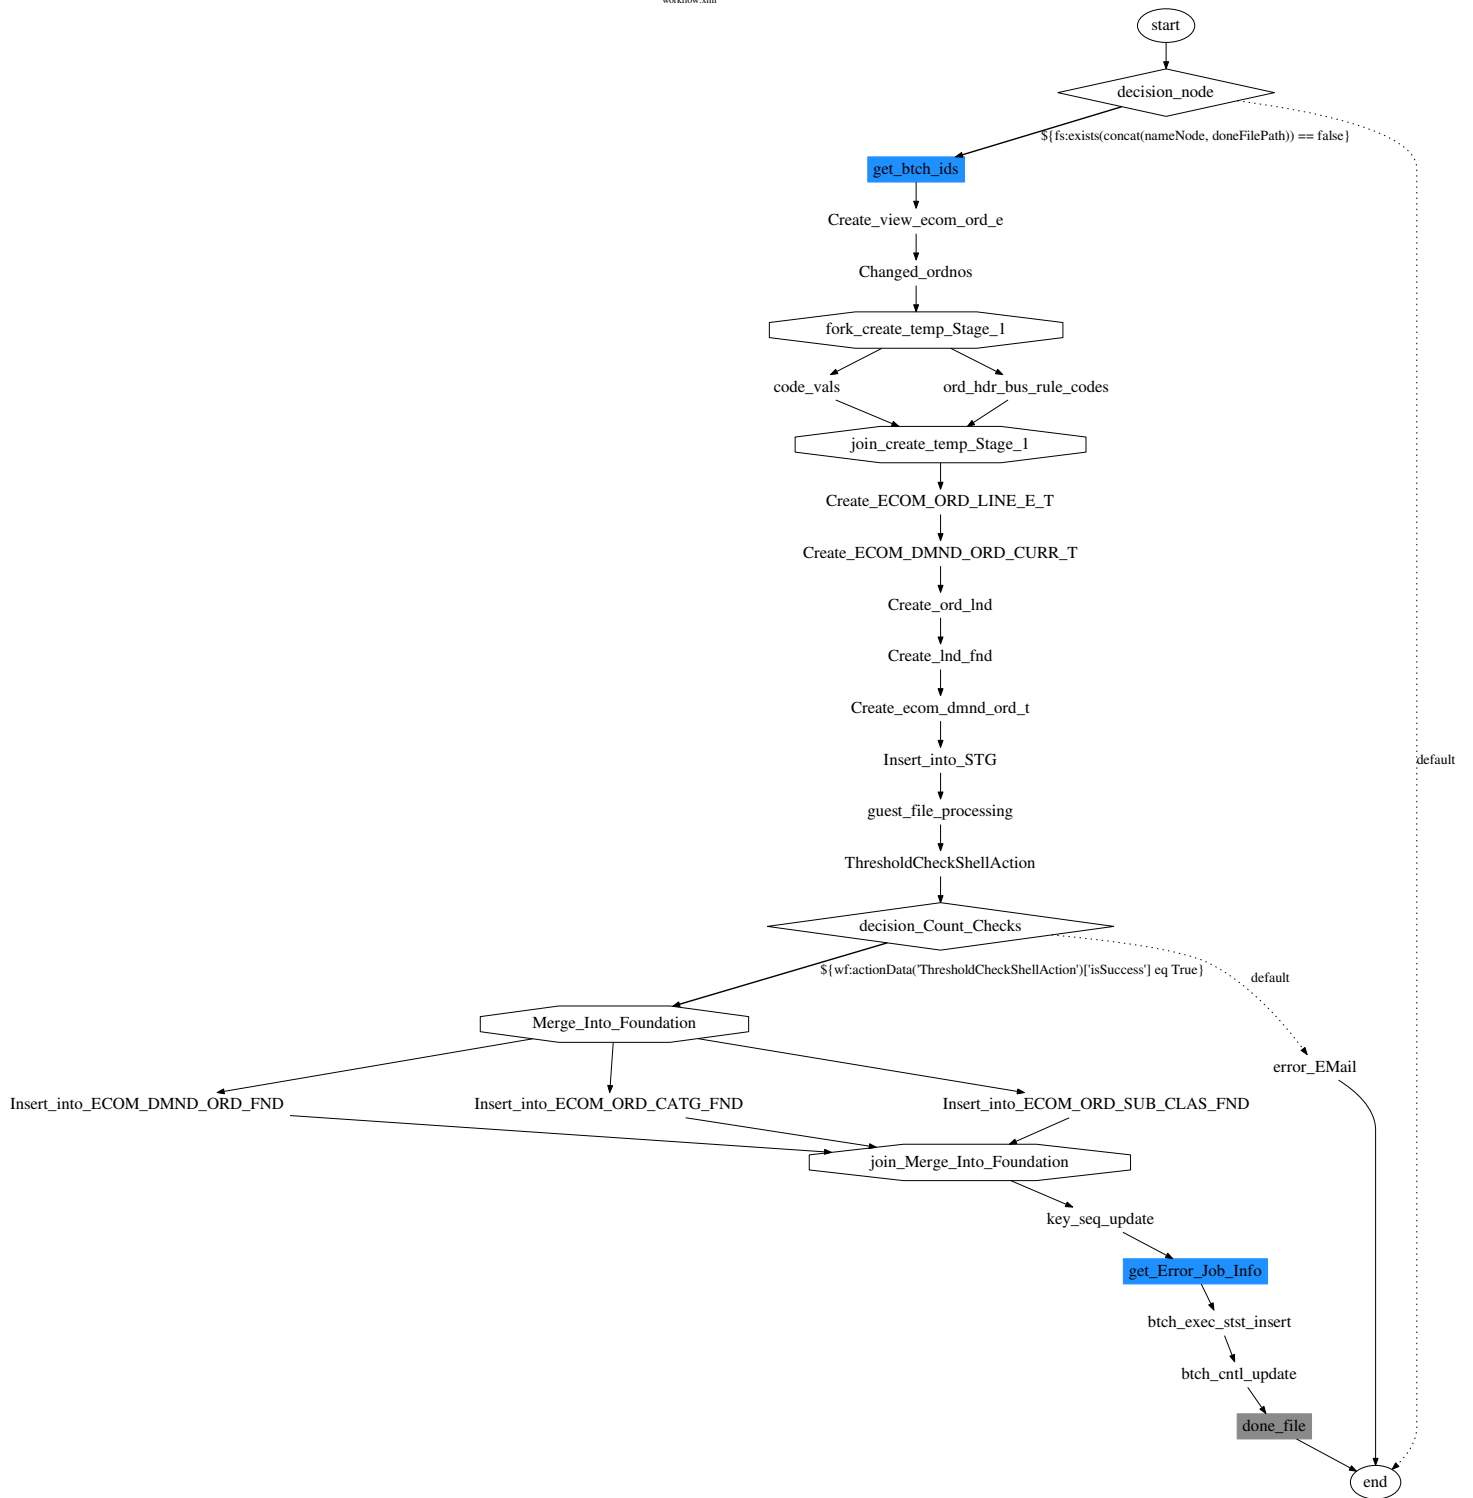 workflow.xml
start
decision_node
${fs:exists(concat(nameNode, doneFilePath)) == false}
get_btch_ids
Create_view_ecom_ord_e
Changed_ordnos
fork_create_temp_Stage_1
code_vals
ord_hdr_bus_rule_codes
join_create_temp_Stage_1
Create_ECOM_ORD_LINE_E_T
Create_ECOM_DMND_ORD_CURR_T
Create_ord_lnd
Create_lnd_fnd
Create_ecom_dmnd_ord_t
Insert_into_STG
default
guest_file_processing
ThresholdCheckShellAction
decision_Count_Checks
${wf:actionData('ThresholdCheckShellAction')['isSuccess'] eq True}
default
Merge_Into_Foundation
error_EMail
Insert_into_ECOM_DMND_ORD_FND
Insert_into_ECOM_ORD_CATG_FND
Insert_into_ECOM_ORD_SUB_CLAS_FND
join_Merge_Into_Foundation
key_seq_update
get_Error_Job_Info
btch_exec_stst_insert
btch_cntl_update
done_file
end